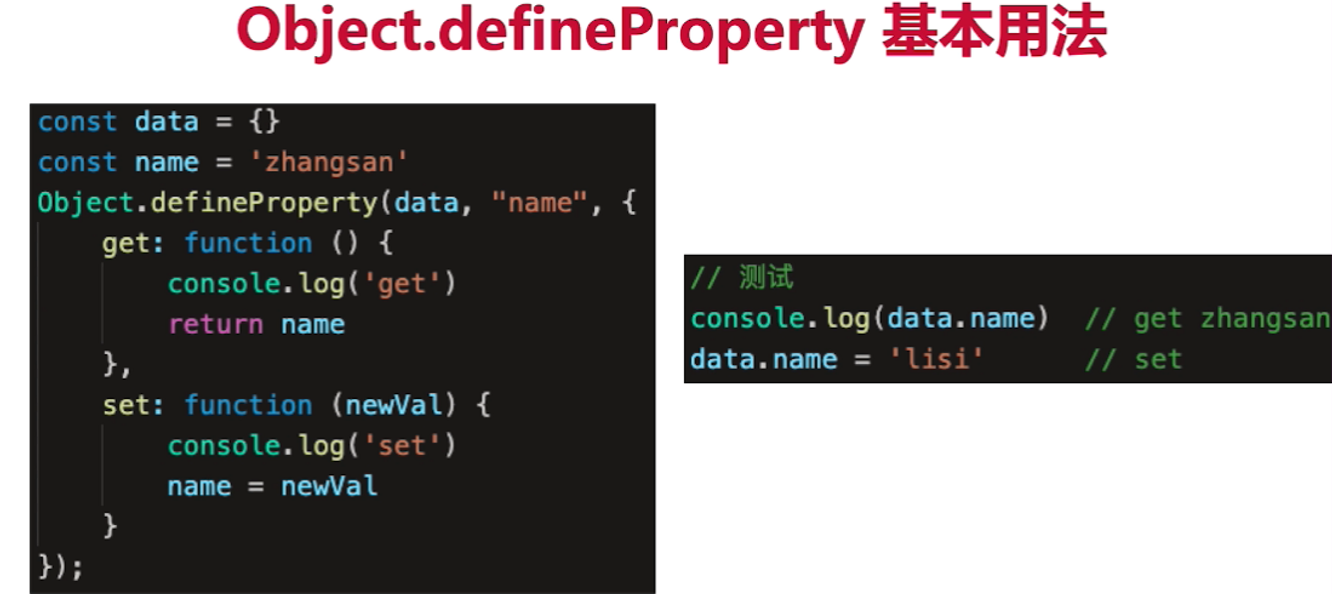 Object.defineProperty 基本用法
const data = {}
const name = 'zhangsan'
Object.defineProperty(data, "name", {
    get: function () {
        console.log('get')
        return name
    },
    set: function (newVal) {
        console.log('set')
        name = newVal
    }
});
// 测试
console.log(data.name)  // get zhangsan
data.name = 'lisi'      // set